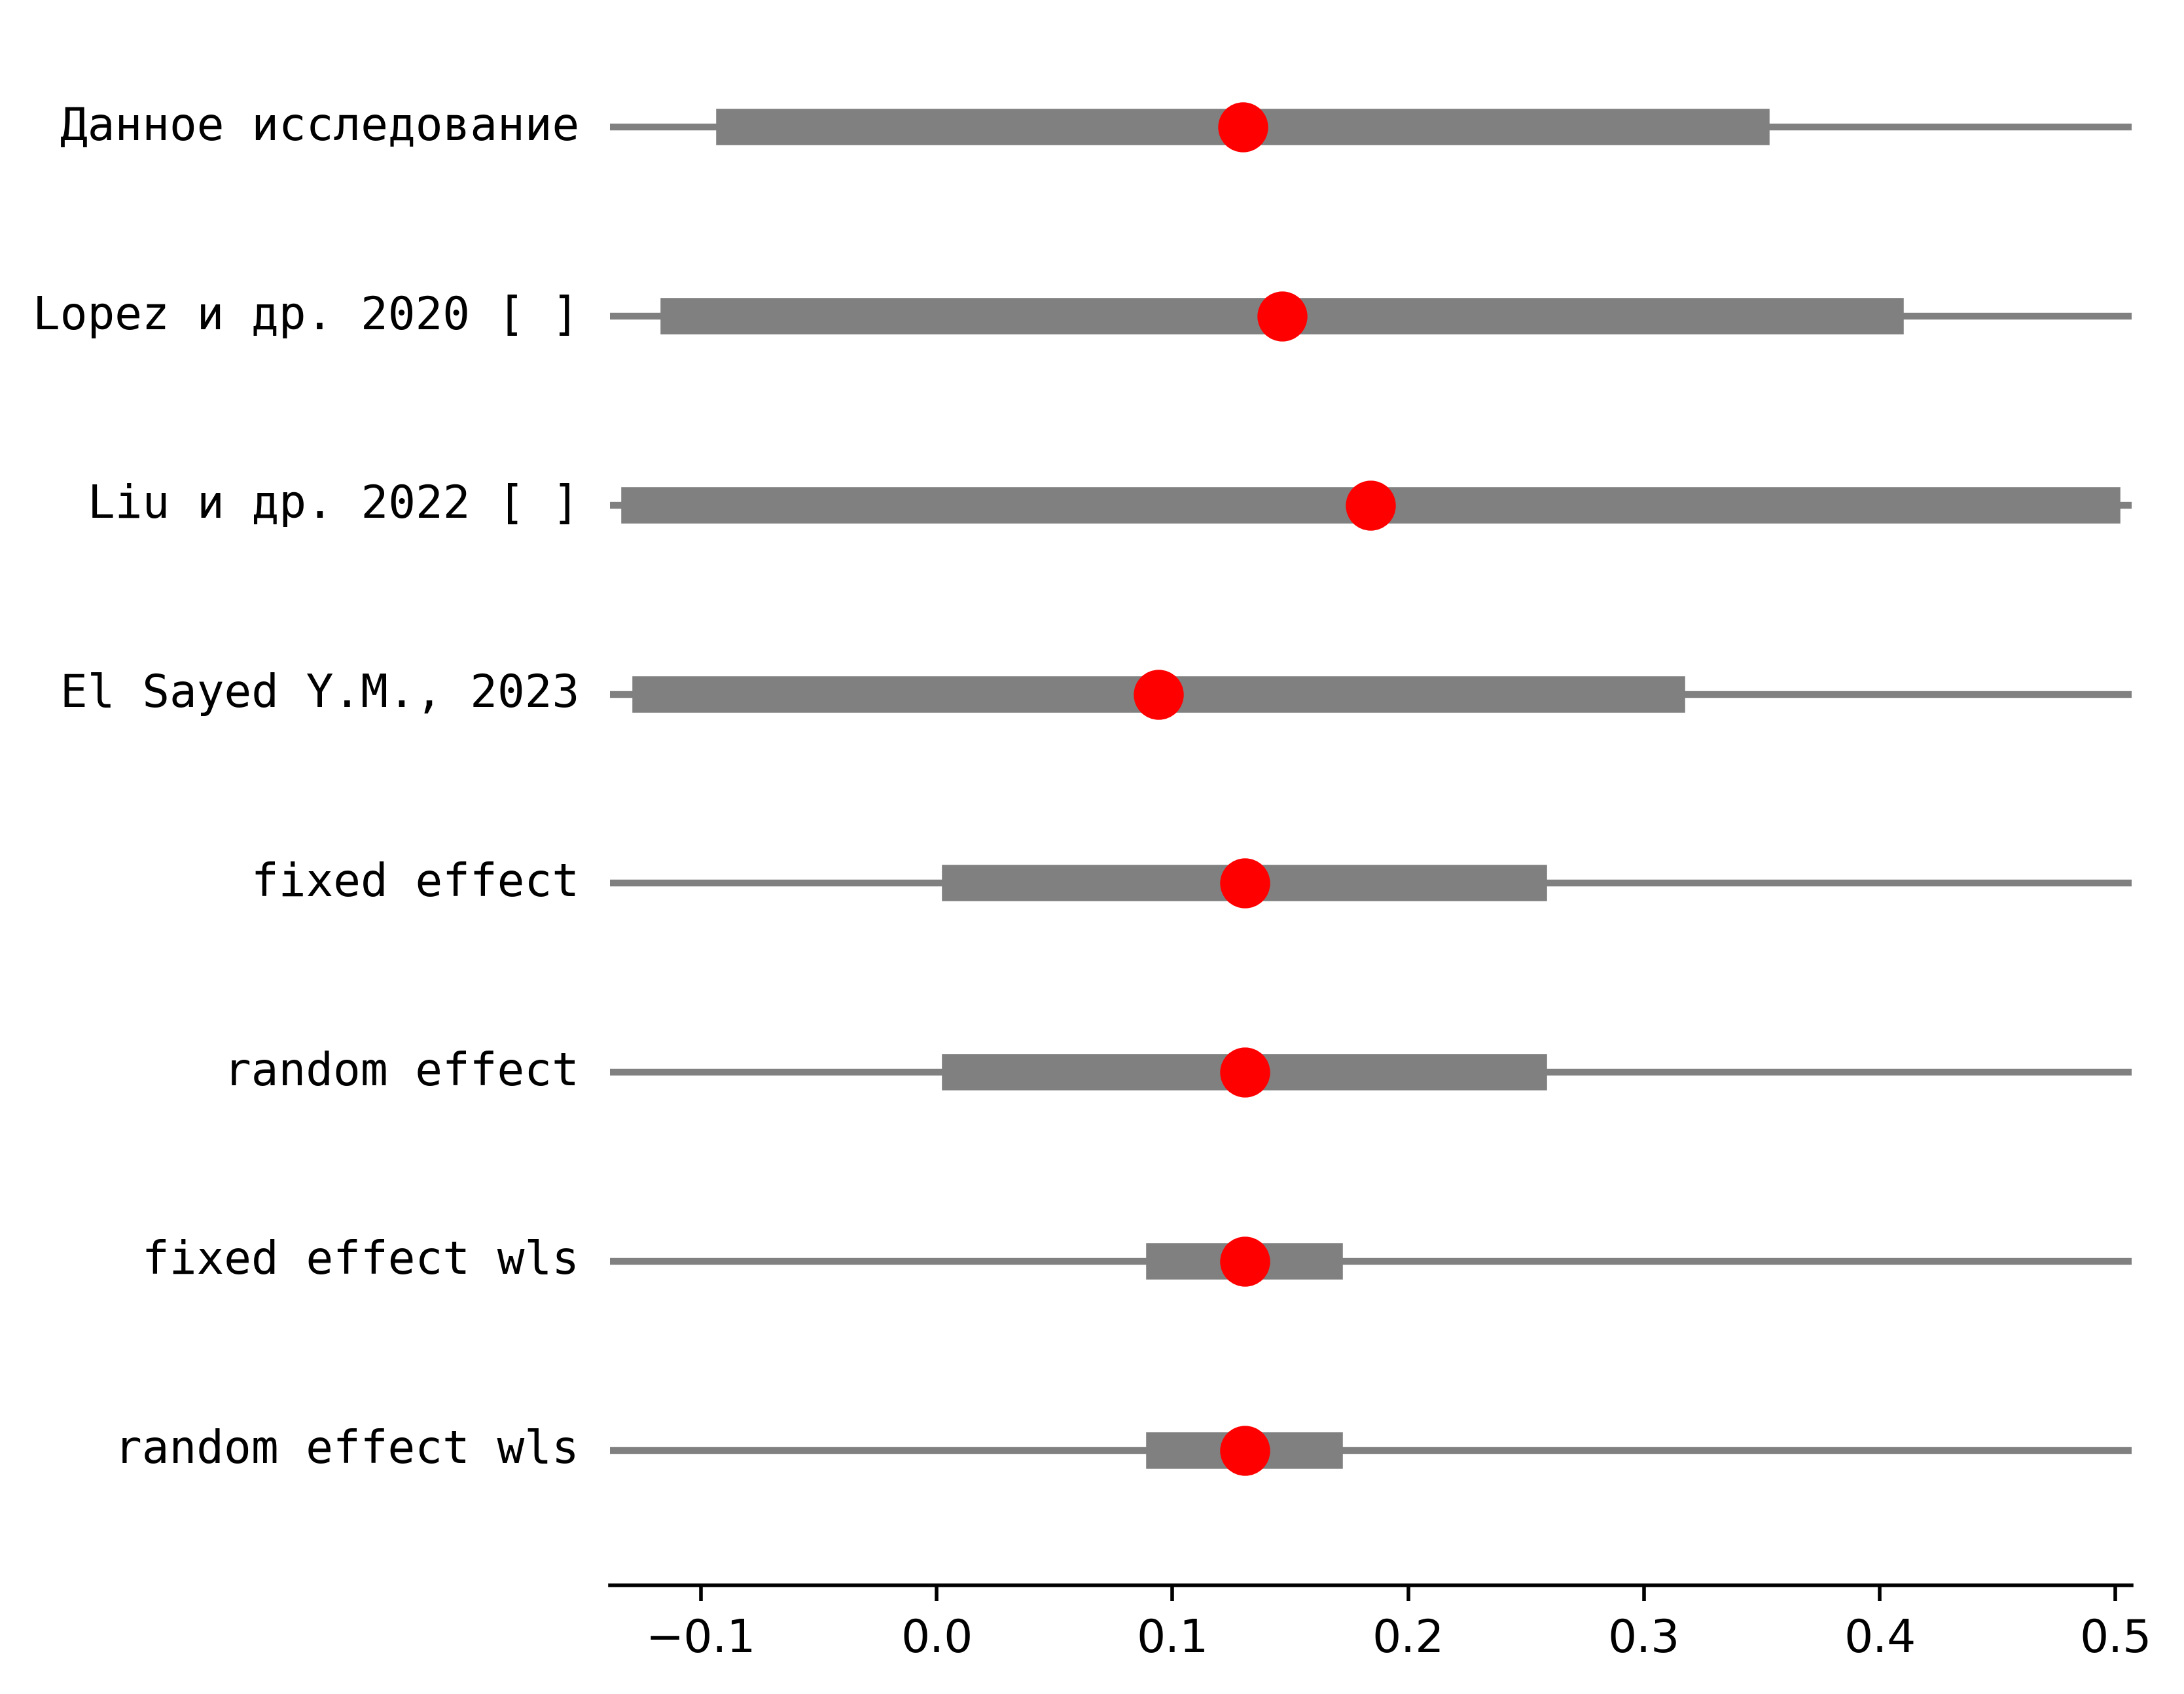 Данное исследование
Lopez и др. 2020 [ ]
Liu и др. 2022 [ ]
El Sayed Y.M., 2023
fixed effect
random effect
fixed effect wls
random effect wls
−0.1 0.0 0.1 0.2 0.3 0.4 0.5